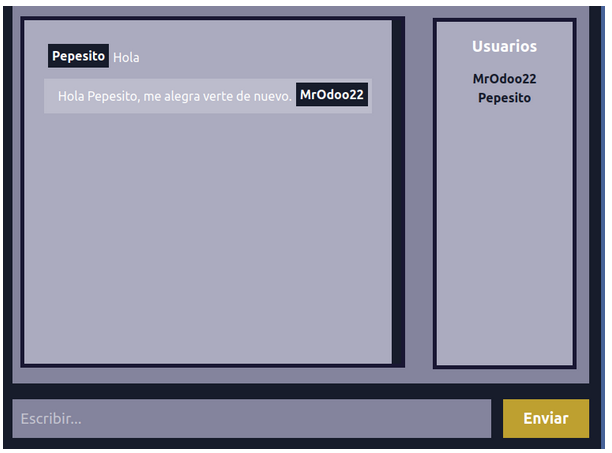 Pepesito Hola
Hola Pepesito, me alegra verte de nuevo. MrOdoo22
Usuarios
MrOdoo22
Pepesito
Escribir...
Enviar